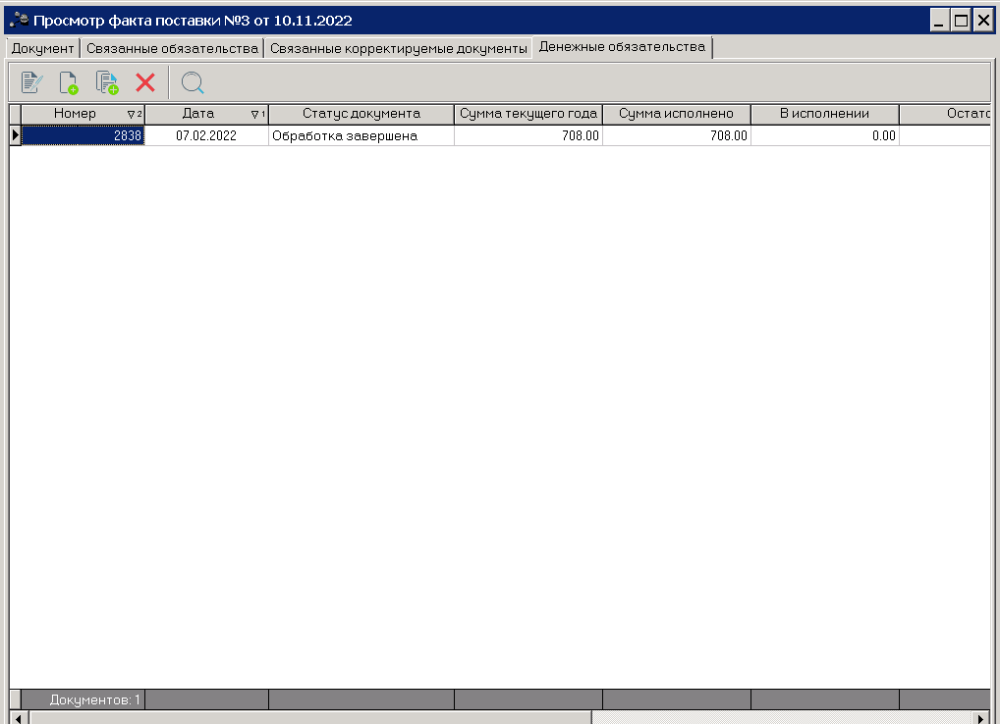 Просмотр факта поставки №3 от 10.11.2022
Документ Связанные обязательства Связанные корректируемые документы Денежные обязательства
Номер 2 Дата 1 Статус документа Сумма текущего года Сумма исполнено В исполнении Остато
2838 07.02.2022 Обработка завершена 708.00 708.00 0.00
Документов: 1